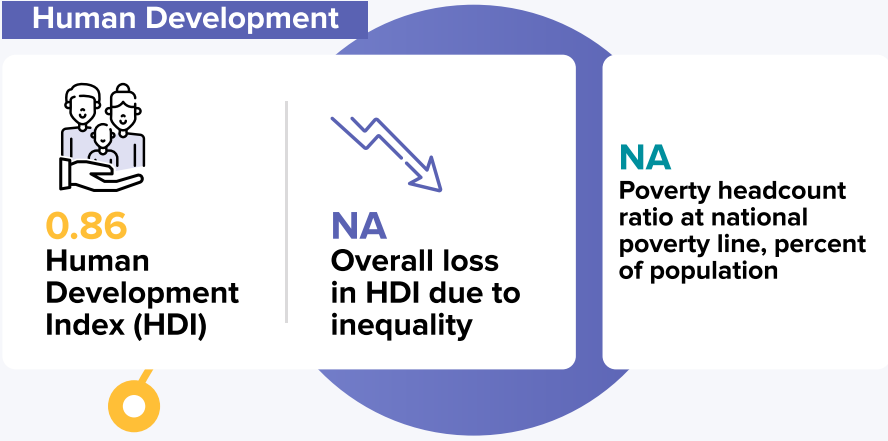 Human Development
0.86
Human
Development
Index (HDI)
NA
Overall loss
in HDI due to
inequality
NA
Poverty headcount
ratio at national
poverty line, percent
of population